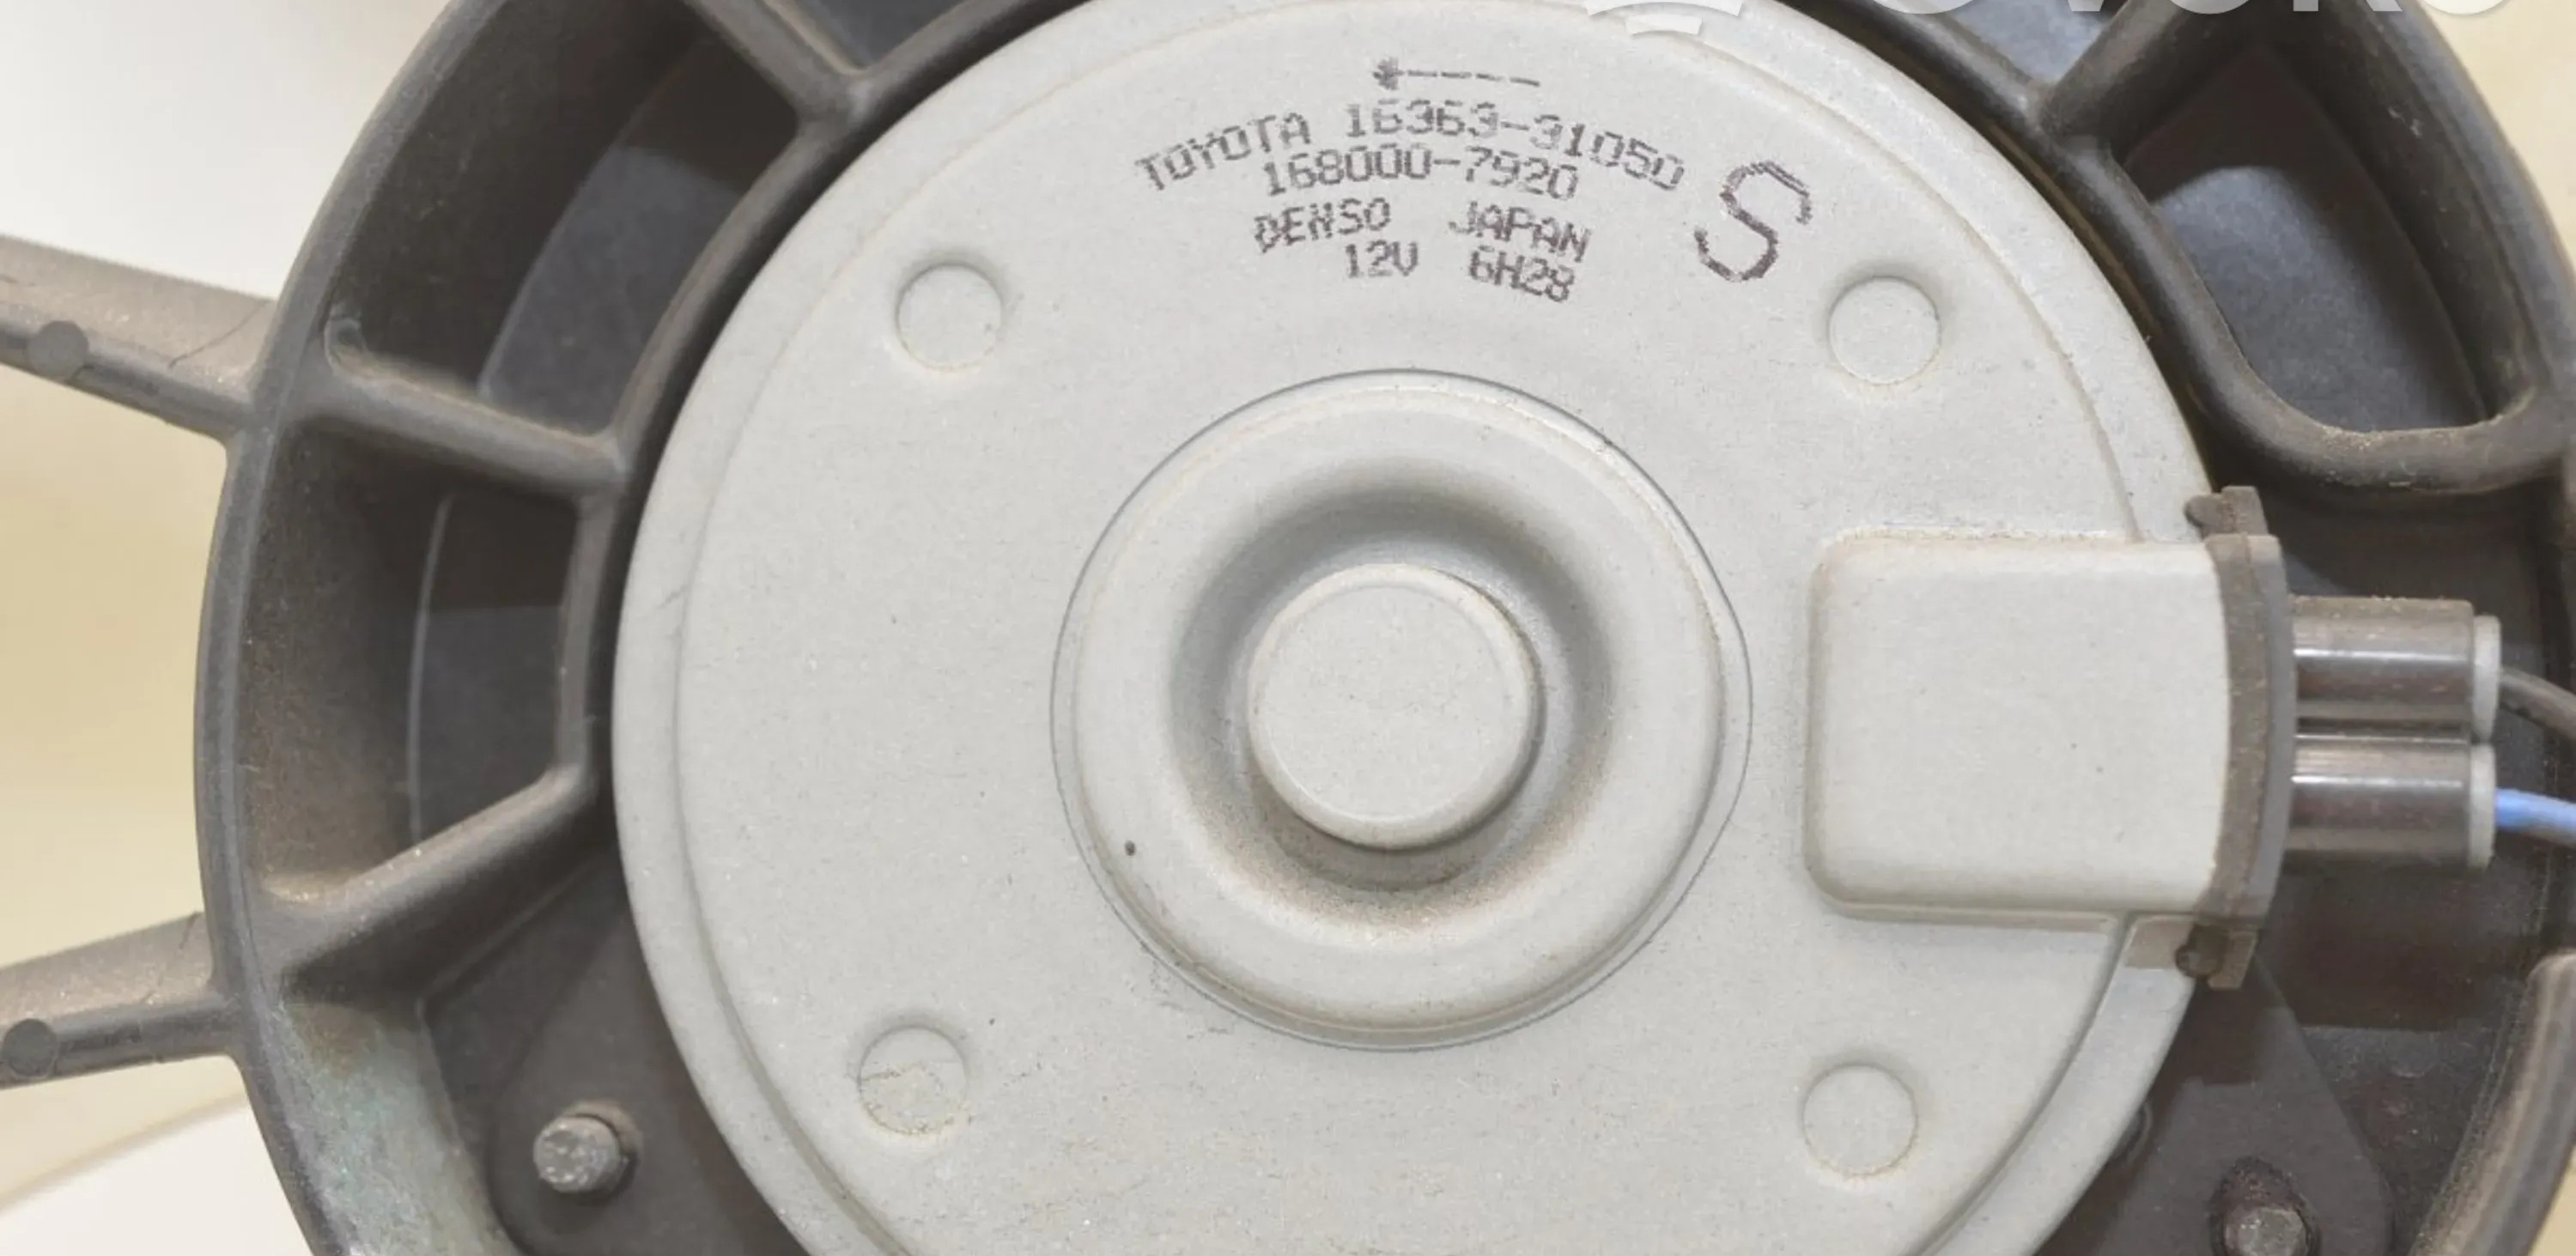 TOYOTA 16363-31050
168000-7920
S
DENSO JAPAN
12V 6H28